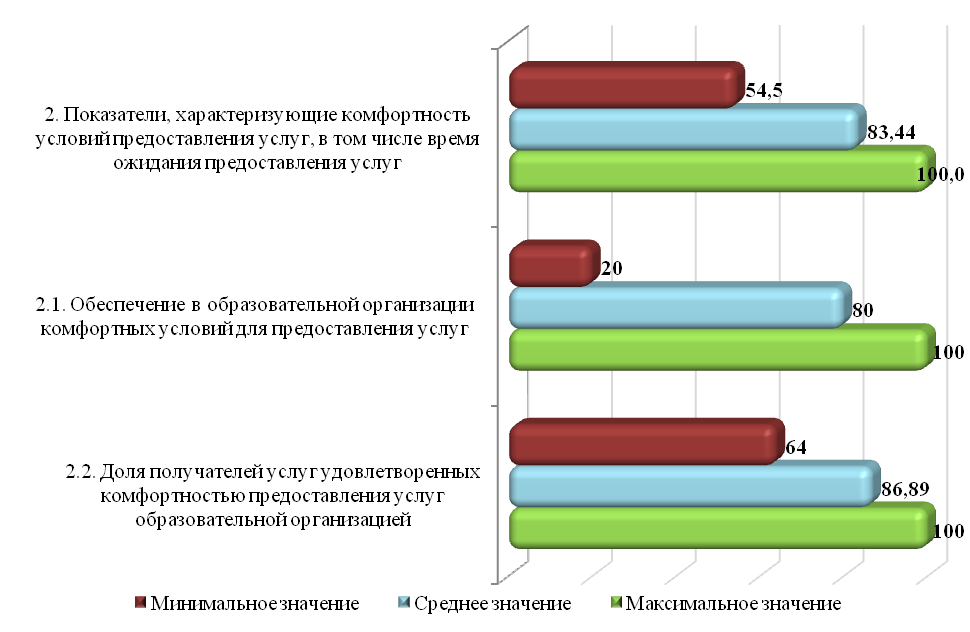 2. Показатели, характеризующие комфортность
условий предоставления услуг, в том числе время
ожидания предоставления услуг
54,5
83,44
100,0
2.1. Обеспечение в образовательной организации
комфортных условий для предоставления услуг
20
80
100
2.2. Доля получателей услуг удовлетворенных
комфортностью предоставления услуг
образовательной организацией
64
86,89
100
Минимальное значение
Среднее значение
Максимальное значение